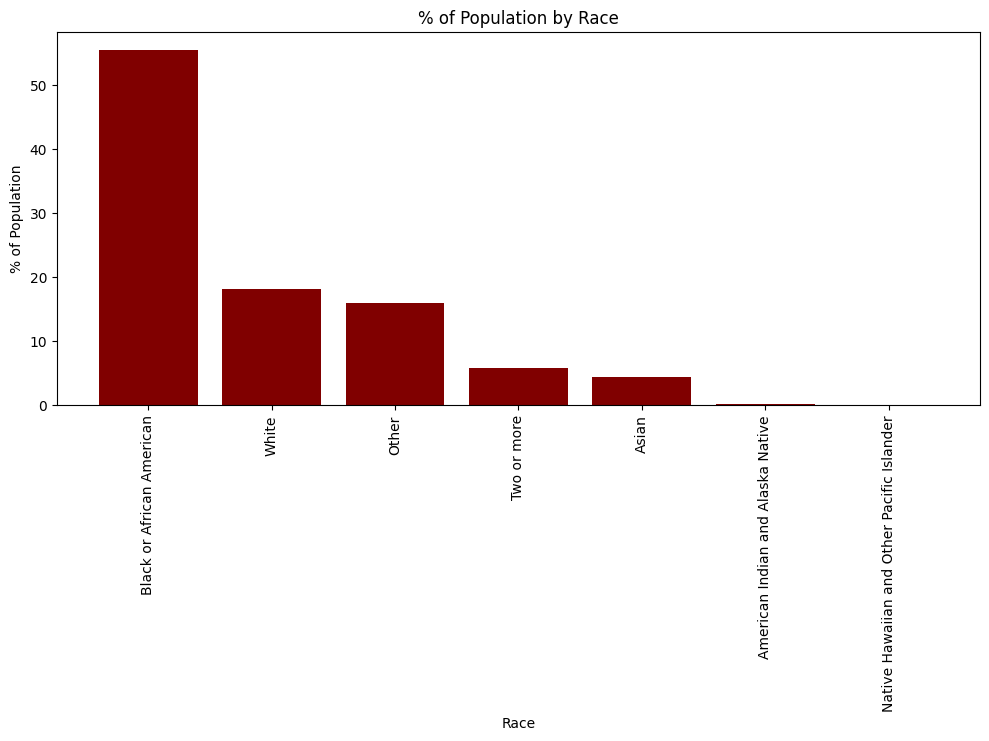 % of Population by Race
% of Population
50
40
30
20
10
0
Black or African American
White
Other
Two or more
Asian
American Indian and Alaska Native
Native Hawaiian and Other Pacific Islander
Race